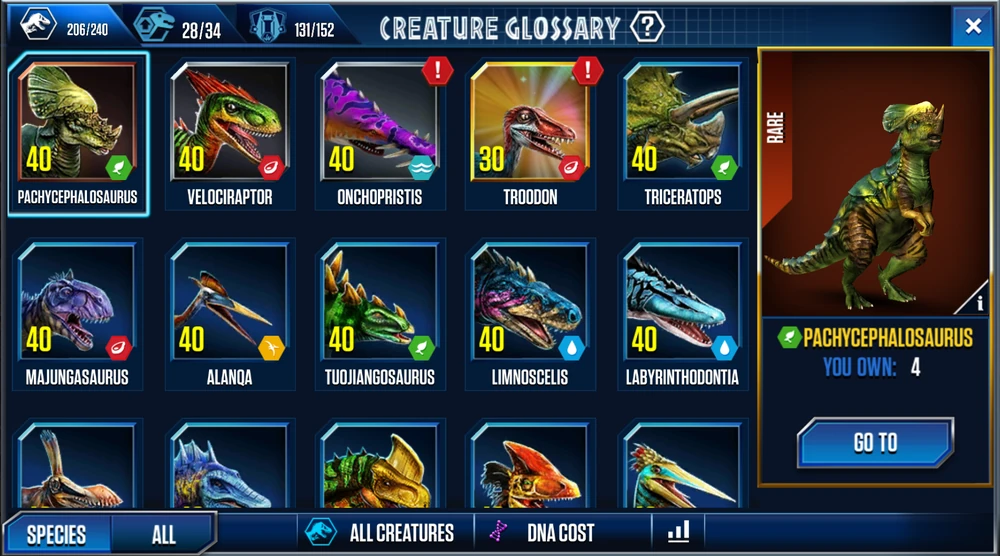 206/240
28/34
131/152
CREATURE GLOSSARY ?
40
PACHYCEPHALOSAURUS
40
VELOCIRAPTOR
!
40
ONCHOPRISTIS
!
30
TROODON
40
TRICERATOPS
40
MAJUNGASAURUS
40
ALANQA
40
TUOJIANGOSAURUS
40
LIMNOSCELIS
40
LABYRINTHODONTIA
RARE
i
PACHYCEPHALOSAURUS
YOU OWN: 4
GO TO
SPECIES
ALL
ALL CREATURES
DNA COST